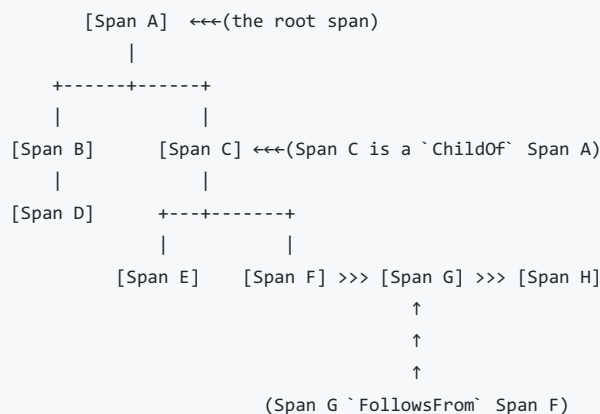 [Span A] ←←←(the root span)
|
+------+------+
| |
[Span B] [Span C] ←←←(Span C is a `ChildOf` Span A)
| |
[Span D] +---+-------+
| |
[Span E] [Span F] >>> [Span G] >>> [Span H]
↑
↑
↑
(Span G `FollowsFrom` Span F)